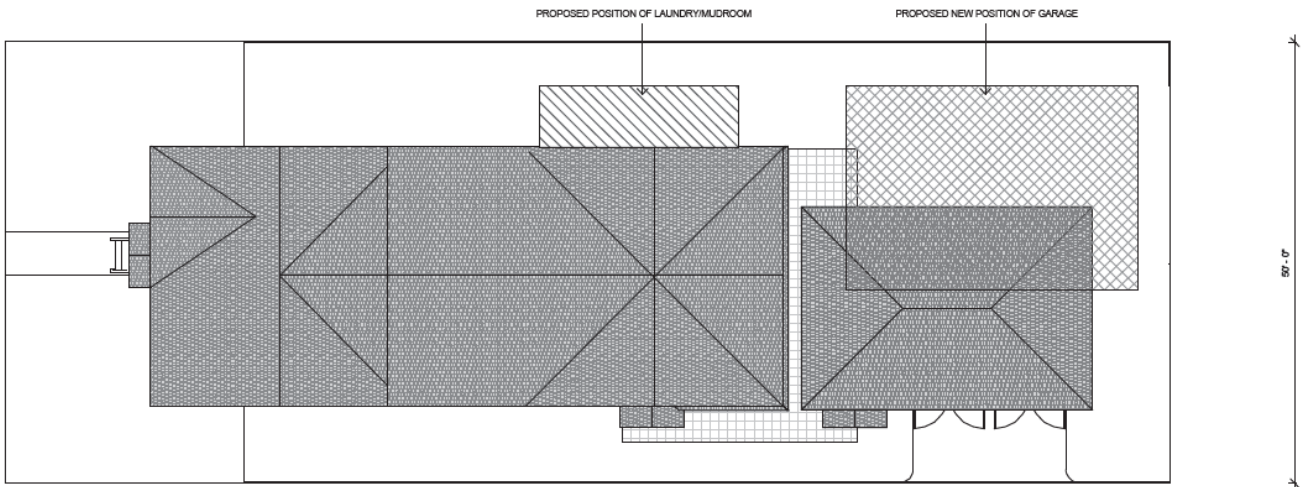 PROPOSED POSITION OF LAUNDRY/MUDROOM
PROPOSED NEW POSITION OF GARAGE
50' - 0"